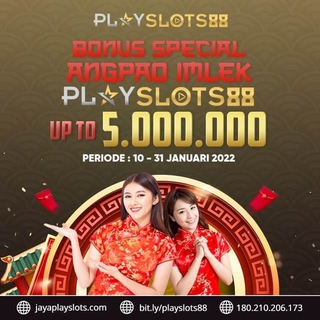 PLAYSLOTS88
BONUS SPECIAL
ANGPAO IMLEK
PLAYSLOTS88
UP TO 5.000.000
PERIODE : 10 - 31 JANUARI 2022
jayaplayslots.com
bit.ly/playslots88
180.210.206.173